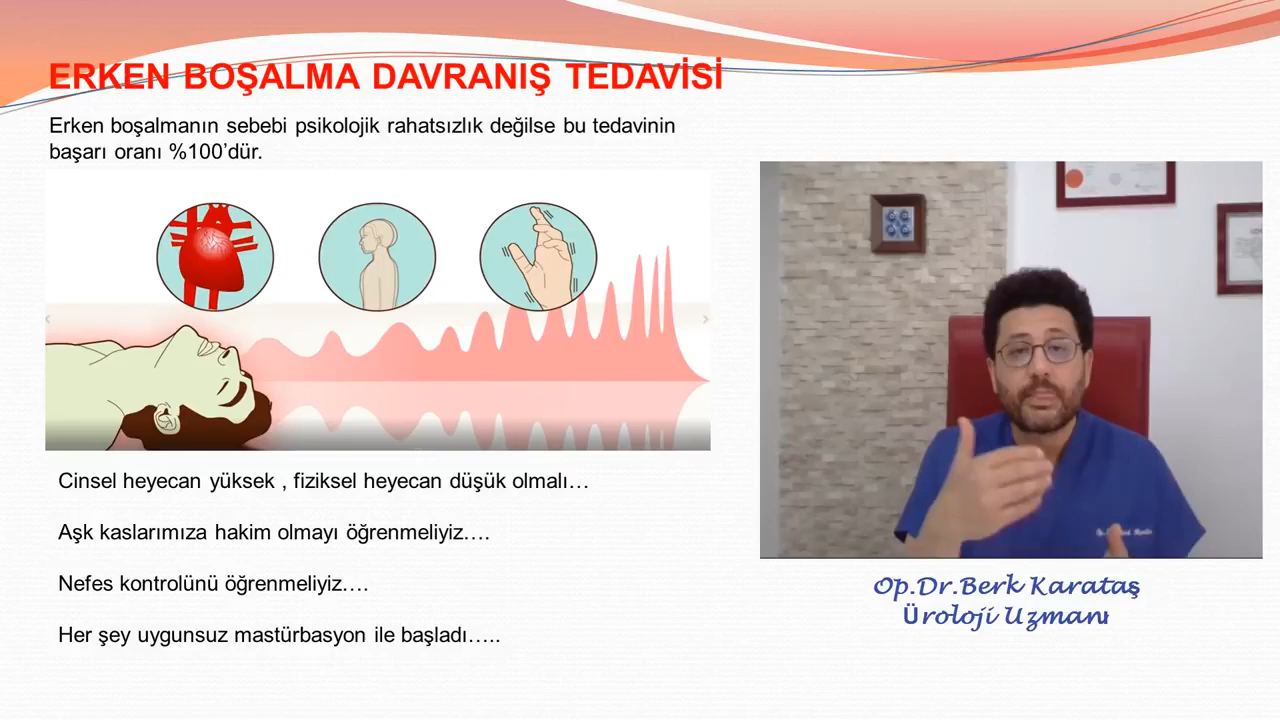 ERKEN BOŞALMA DAVRANIŞ TEDAVİSİ
Erken boşalmanın sebebi psikolojik rahatsızlık değilse bu tedavinin
başarı oranı %100’dür.
Cinsel heyecan yüksek , fiziksel heyecan düşük olmalı…
Aşk kaslarımıza hakim olmayı öğrenmeliyiz….
Nefes kontrolünü öğrenmeliyiz….
Her şey uygunsuz mastürbasyon ile başladı…..
Op.Dr.Berk Karataş
Üroloji Uzmanı